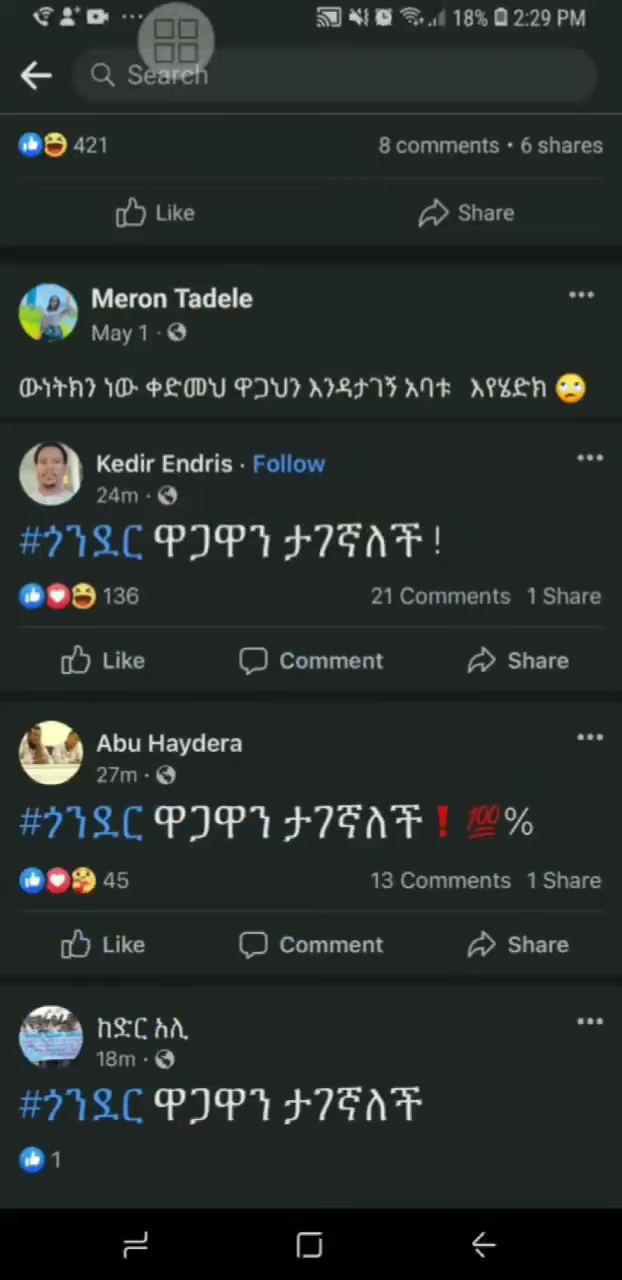 18% 2:29 PM
Search
421 8 comments • 6 shares
Like Share
Meron Tadele
May 1 ·
ውነትክን ነው ቀድመህ ዋጋህን እንዳታገኝ አባቱ እየሄድክ 🙄
Kedir Endris · Follow
24m ·
#ጎንደር ዋጋዋን ታገኛለች !
136 21 Comments 1 Share
Like Comment Share
Abu Haydera
27m ·
#ጎንደር ዋጋዋን ታገኛለች❗💯%
45 13 Comments 1 Share
Like Comment Share
ከድር አሊ
18m ·
#ጎንደር ዋጋዋን ታገኛለች
1